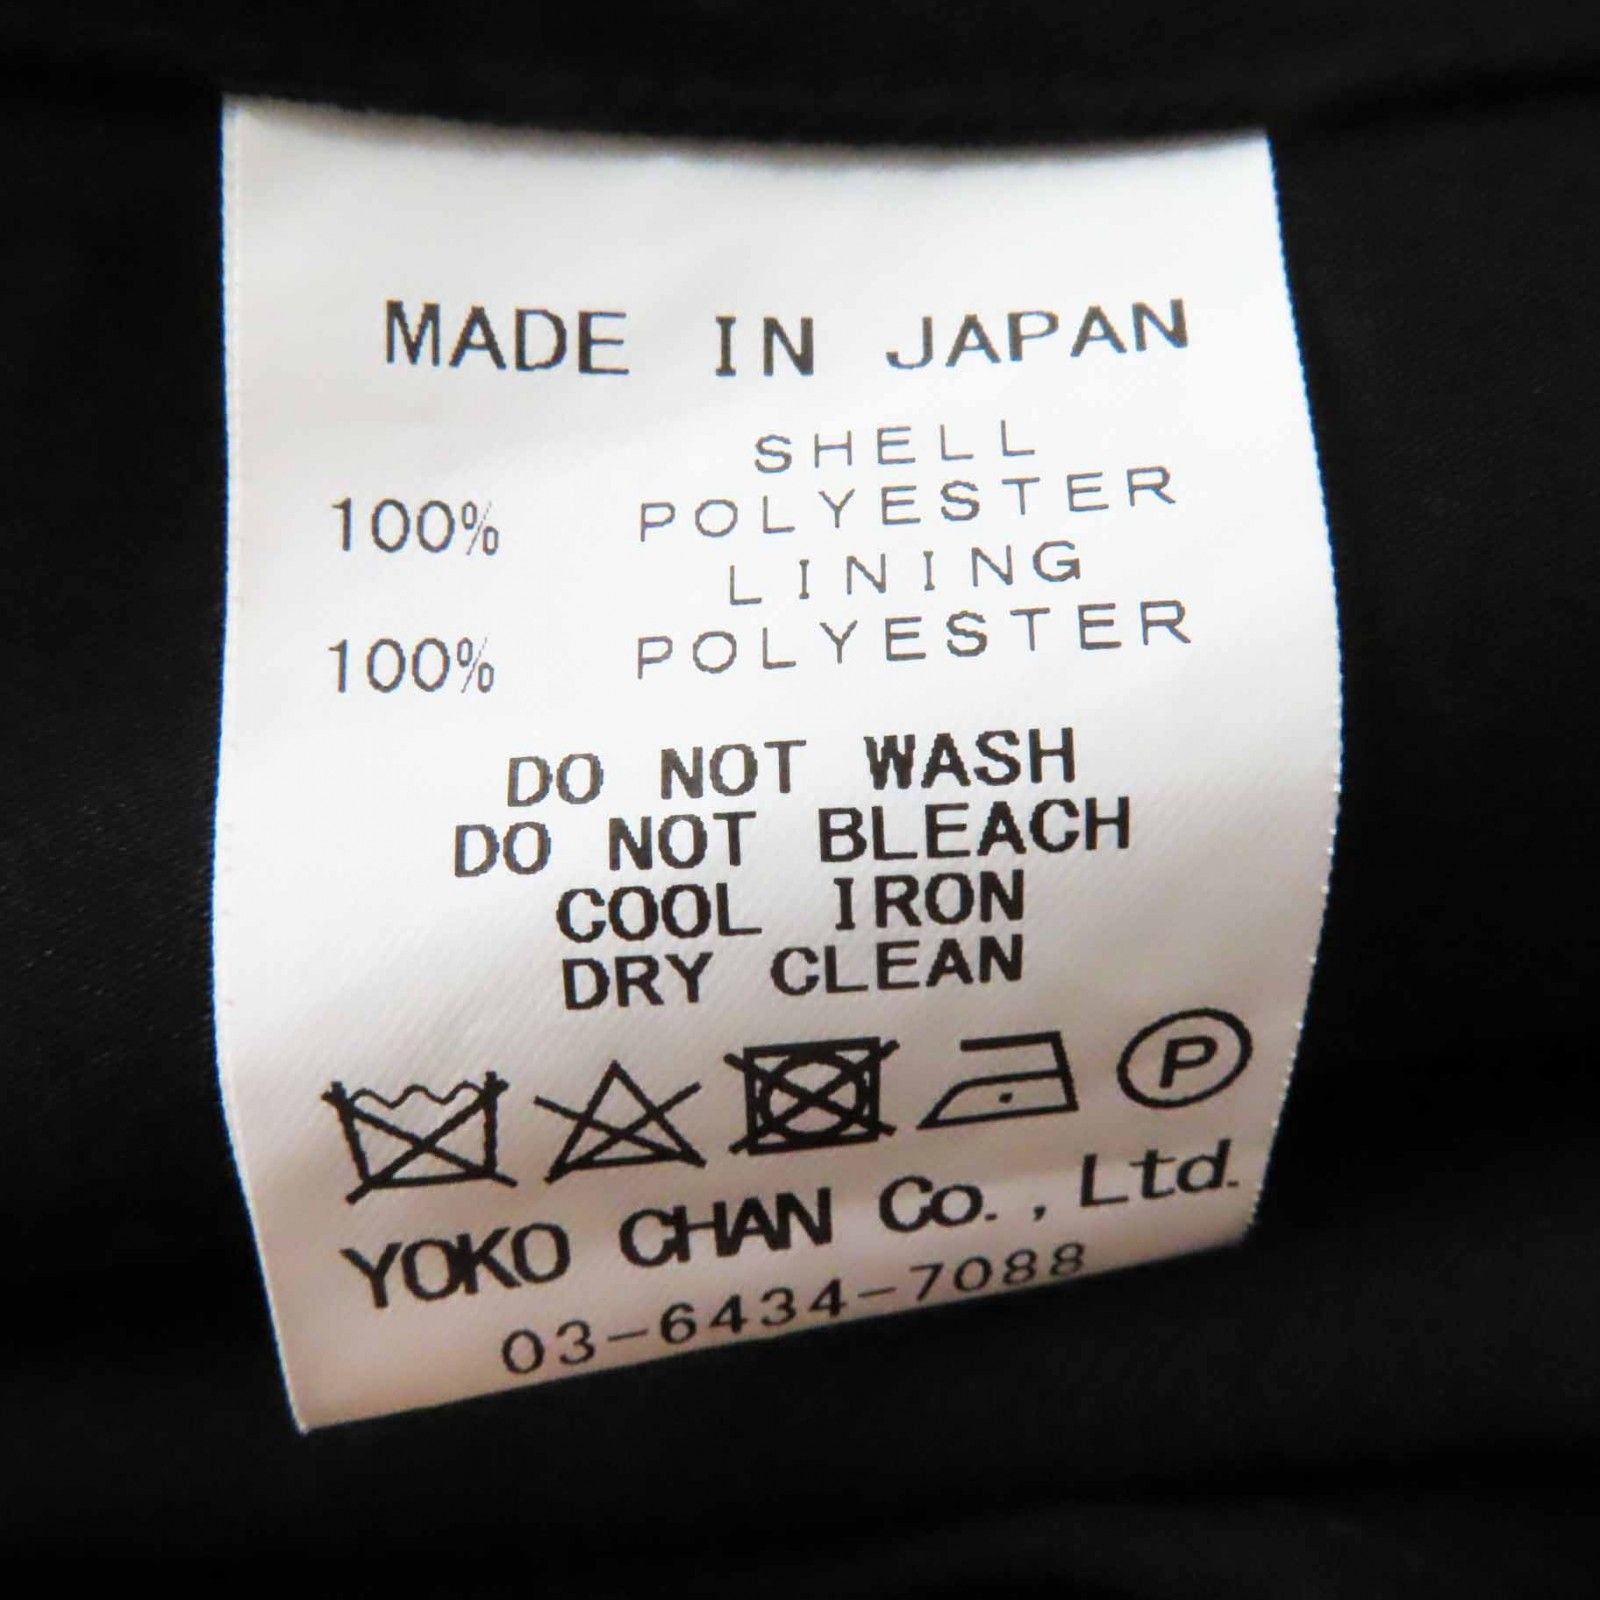 MADE IN JAPAN
SHELL
100% POLYESTER
LINING
100% POLYESTER
DO NOT WASH
DO NOT BLEACH
COOL IRON
DRY CLEAN
P
YOKO CHAN Co., Ltd.
03-6434-7088